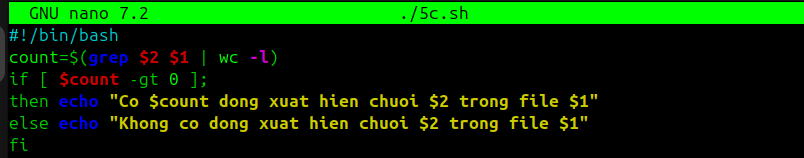 GNU nano 7.2 ./5c.sh
#!/bin/bash
count=$(grep $2 $1 | wc -l)
if [ $count -gt 0 ];
then echo "Co $count dong xuat hien chuoi $2 trong file $1"
else echo "Khong co dong xuat hien chuoi $2 trong file $1"
fi